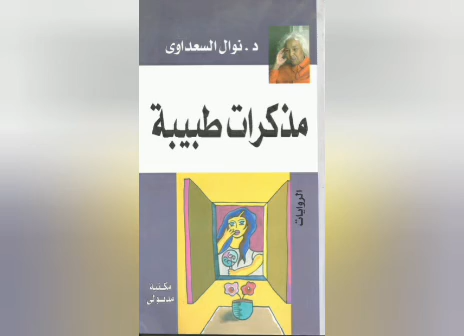 د. نوال السعداوى
مذكرات طبيبة
الروايات
مكتبة
مدبولى